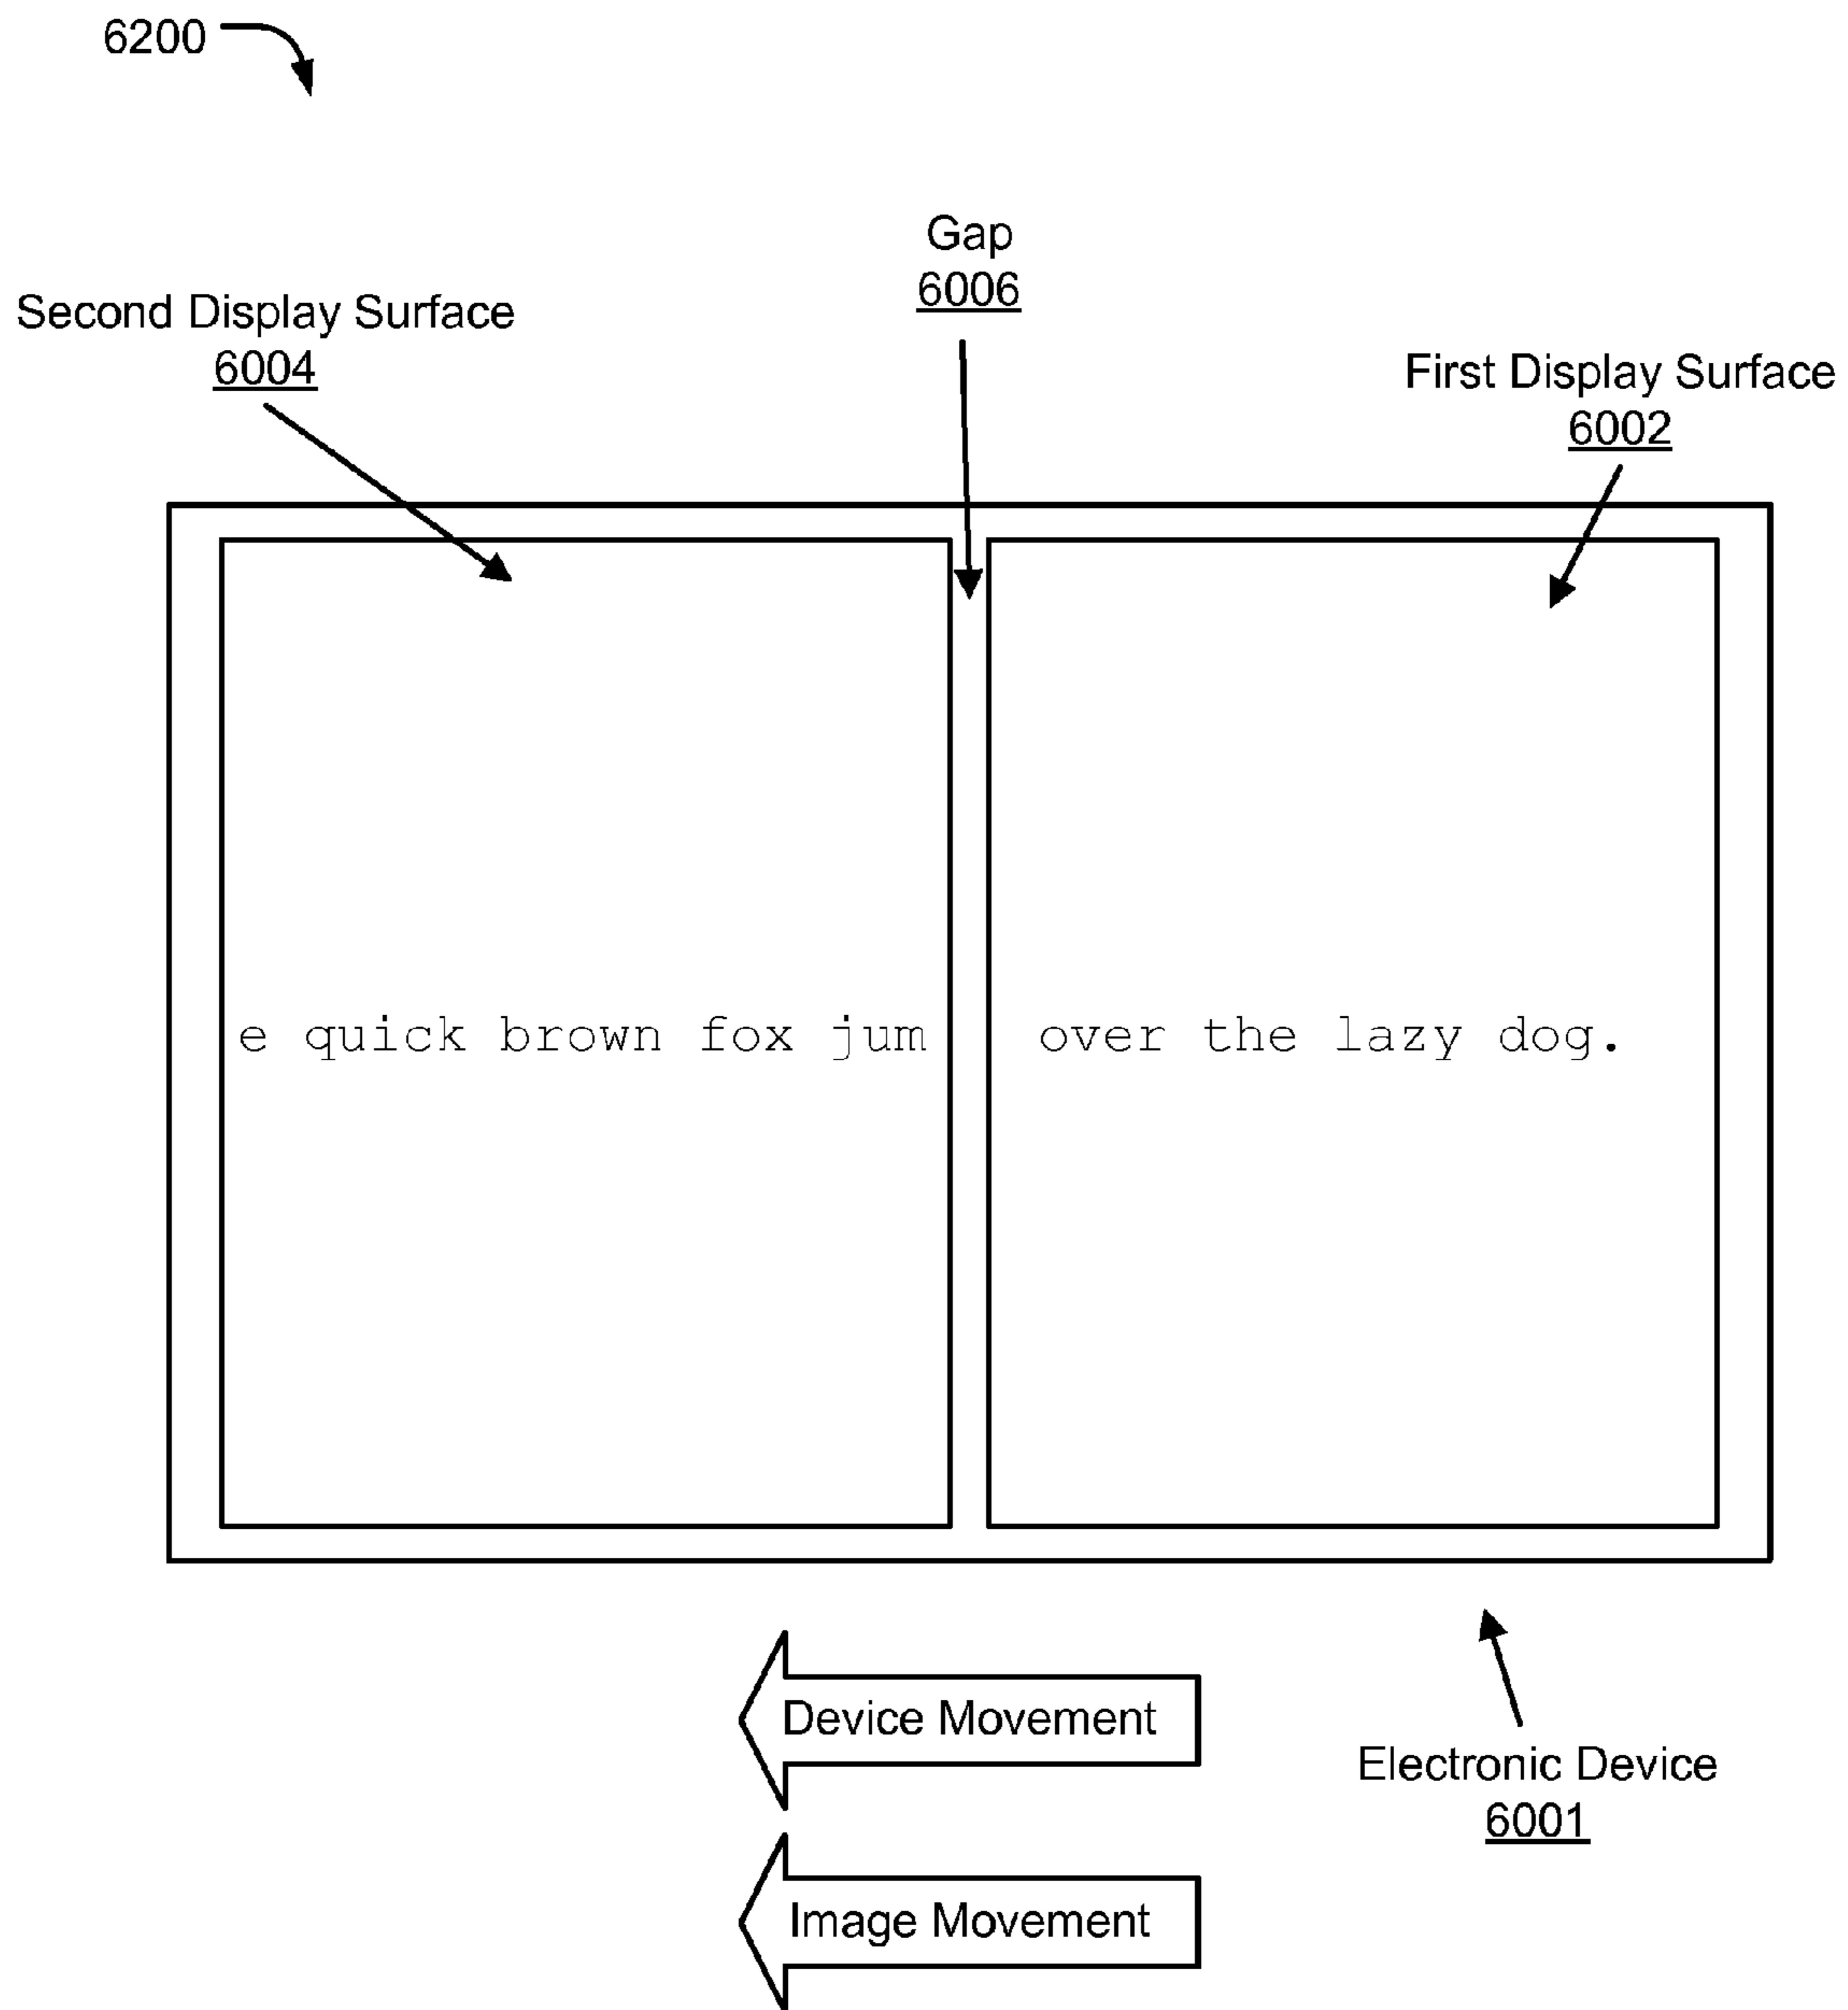 6200
Gap
6006
Second Display Surface
6004
First Display Surface
6002
e quick brown fox jum over the lazy dog.
Device Movement
Electronic Device
6001
Image Movement